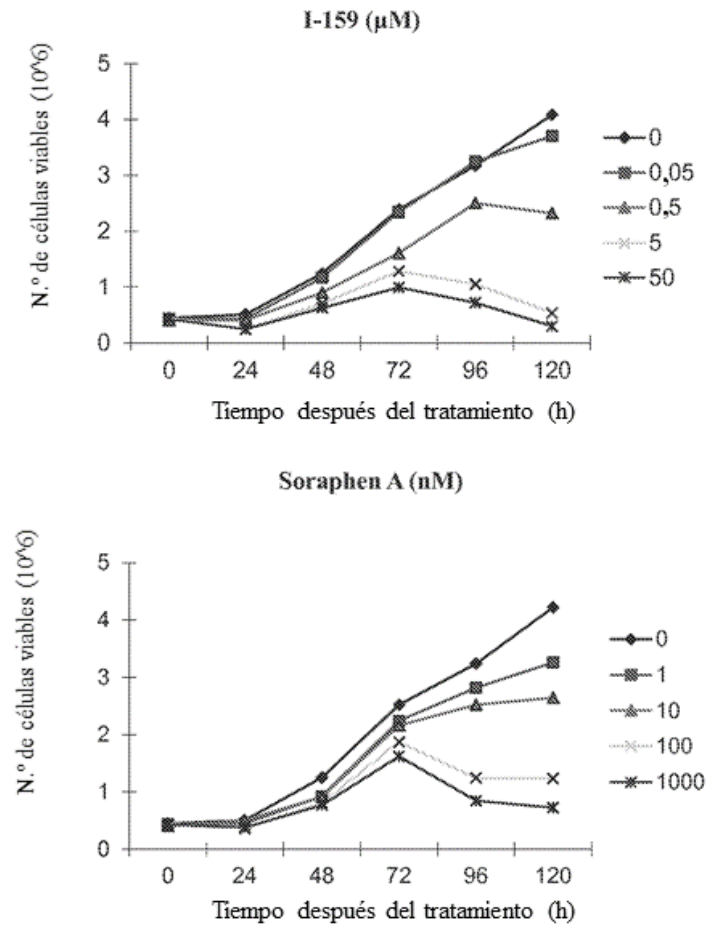 I-159 (µM)
N.º de células viables (10^6)
5
4
3
2
1
0
0 24 48 72 96 120
Tiempo después del tratamiento (h)
0
0,05
0,5
5
50
Soraphen A (nM)
N.º de células viables (10^6)
5
4
3
2
1
0
0 24 48 72 96 120
Tiempo después del tratamiento (h)
0
1
10
100
1000